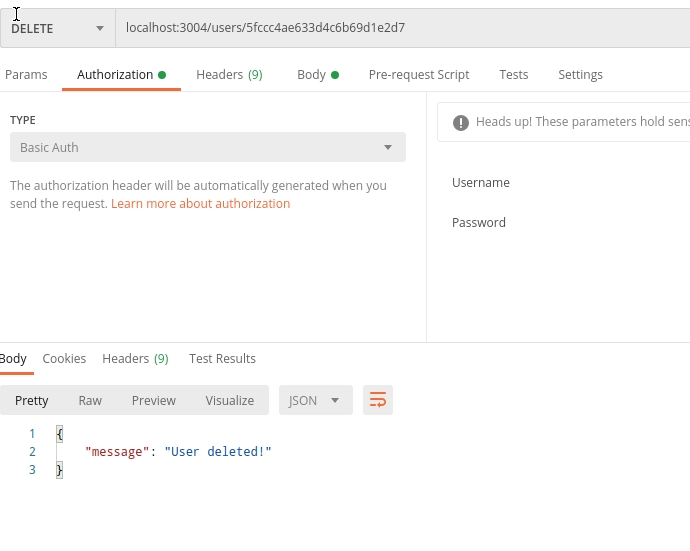 DELETE localhost:3004/users/5fccc4ae633d4c6b69d1e2d7
Params Authorization Headers (9) Body Pre-request Script Tests Settings
TYPE
Basic Auth
The authorization header will be automatically generated when you
send the request. Learn more about authorization
Heads up! These parameters hold sens
Username
Password
Body Cookies Headers (9) Test Results
Pretty Raw Preview Visualize JSON
1 {
2 "message": "User deleted!"
3 }